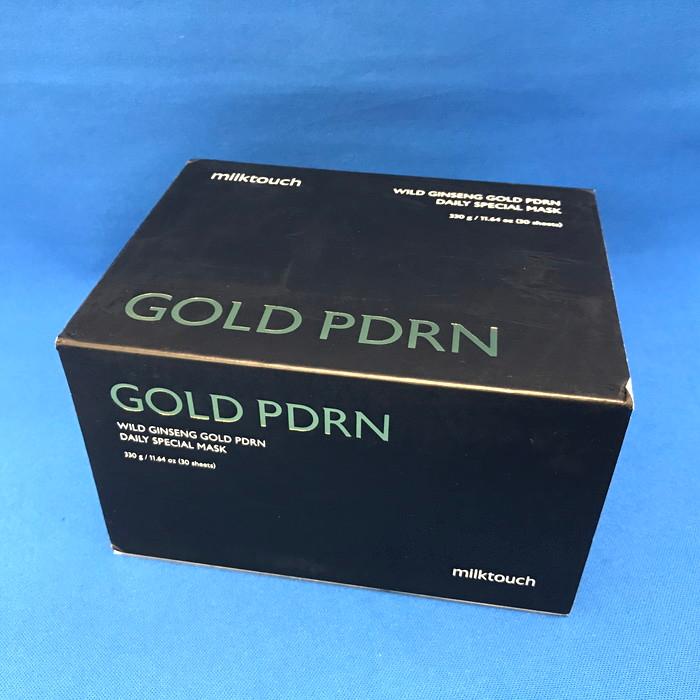 milktouch
WILD GINSENG GOLD PDRN
DAILY SPECIAL MASK
330 g / 11.64 oz (30 sheets)
GOLD PDRN
GOLD PDRN
WILD GINSENG GOLD PDRN
DAILY SPECIAL MASK
330 g / 11.64 oz (30 sheets)
milktouch